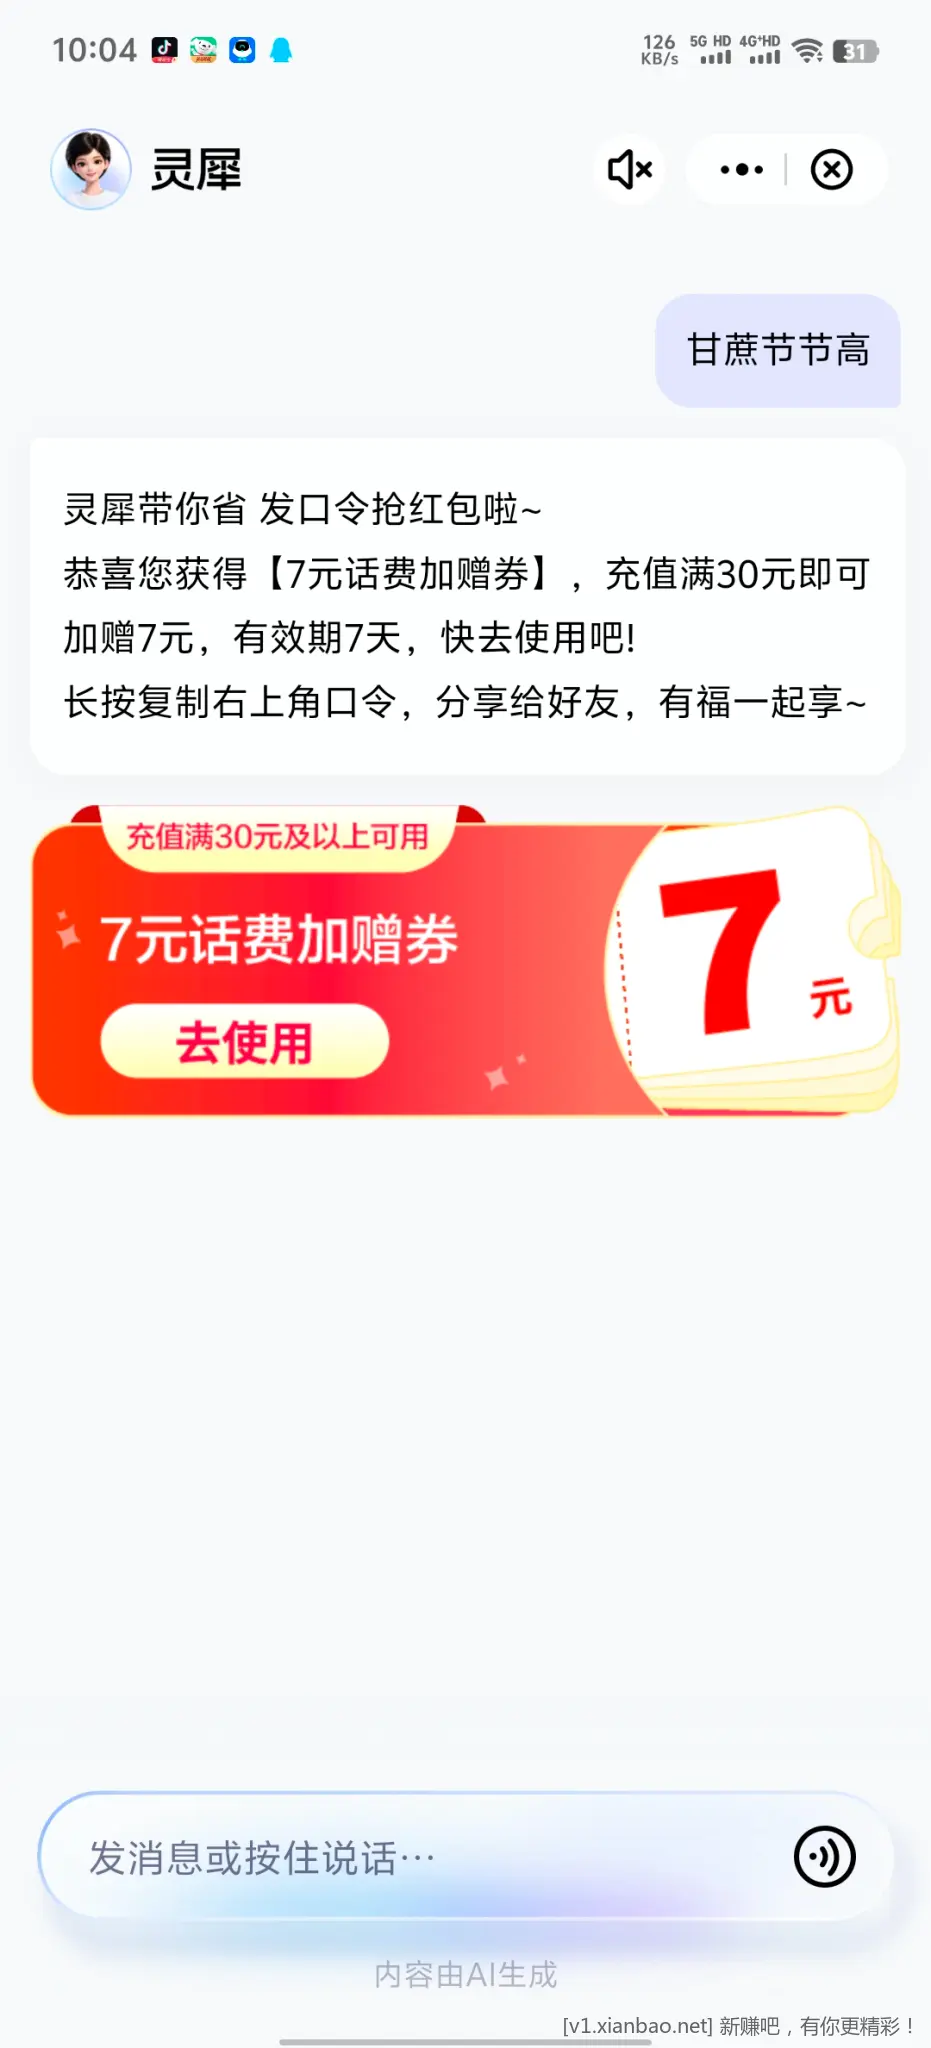 10:04
126 KB/s 5G HD 4G+HD 31
灵犀
甘蔗节节高
灵犀带你省 发口令抢红包啦~
恭喜您获得【7元话费加赠券】，充值满30元即可
加赠7元，有效期7天，快去使用吧!
长按复制右上角口令，分享给好友，有福一起享~
充值满30元及以上可用
7元话费加赠券
7元
去使用
发消息或按住说话…
内容由AI生成
[v1.xianbao.net] 新赚吧，有你更精彩！